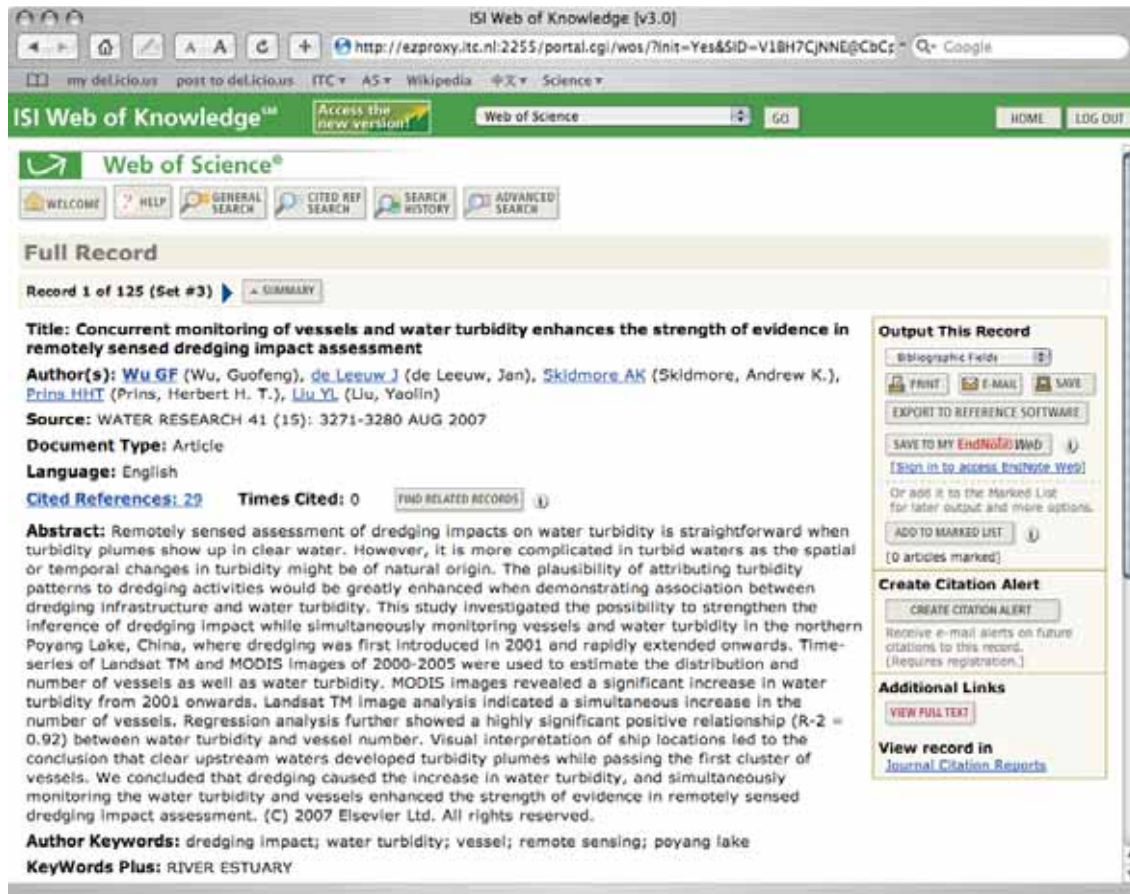 ISI Web of Knowledge [v3.0]
A A C + http://ezproxy.itc.nl:2255/portal.cgi/wos/?Init=Yes&SID= Google
my del.icio.us post to del.icio.us ITC AS Wikipedia 中文 Science
ISI Web of Knowledge℠ Access the new version! Web of Science GO HOME LOG OUT
Web of Science®
WELCOME ? HELP GENERAL SEARCH CITED REF SEARCH SEARCH HISTORY ADVANCED SEARCH
Full Record
Record 1 of 125 (Set #3) SUMMARY
Title: Concurrent monitoring of vessels and water turbidity enhances the strength of evidence in
remotely sensed dredging impact assessment
Author(s): Wu GF (Wu, Guofeng), de Leeuw J (de Leeuw, Jan), Skidmore AK (Skidmore, Andrew K.),
Prins HHT (Prins, Herbert H. T.), Liu YL (Liu, Yaolin)
Source: WATER RESEARCH 41 (15): 3271-3280 AUG 2007
Document Type: Article
Language: English
Cited References: 29 Times Cited: 0 FIND RELATED RECORDS
Abstract: Remotely sensed assessment of dredging impacts on water turbidity is straightforward when
turbidity plumes show up in clear water. However, it is more complicated in turbid waters as the spatial
or temporal changes in turbidity might be of natural origin. The plausibility of attributing turbidity
patterns to dredging activities would be greatly enhanced when demonstrating association between
dredging infrastructure and water turbidity. This study investigated the possibility to strengthen the
inference of dredging impact while simultaneously monitoring vessels and water turbidity in the northern
Poyang Lake, China, where dredging was first introduced in 2001 and rapidly extended onwards. Time-
series of Landsat TM and MODIS images of 2000-2005 were used to estimate the distribution and
number of vessels as well as water turbidity. MODIS images revealed a significant increase in water
turbidity from 2001 onwards. Landsat TM image analysis indicated a simultaneous increase in the
number of vessels. Regression analysis further showed a highly significant positive relationship (R-2 =
0.92) between water turbidity and vessel number. Visual interpretation of ship locations led to the
conclusion that clear upstream waters developed turbidity plumes while passing the first cluster of
vessels. We concluded that dredging caused the increase in water turbidity, and simultaneously
monitoring the water turbidity and vessels enhanced the strength of evidence in remotely sensed
dredging impact assessment. (C) 2007 Elsevier Ltd. All rights reserved.
Author Keywords: dredging impact; water turbidity; vessel; remote sensing; poyang lake
KeyWords Plus: RIVER ESTUARY
Output This Record
Bibliographic Fields
PRINT E-MAIL SAVE
EXPORT TO REFERENCE SOFTWARE
SAVE TO MY EndNote Web
[Sign in to access EndNote Web]
Or add it to the Marked List
for later output and more options.
ADD TO MARKED LIST
[0 articles marked]
Create Citation Alert
CREATE CITATION ALERT
Receive e-mail alerts on future
citations to this record.
(Requires registration.)
Additional Links
VIEW FULL TEXT
View record in
Journal Citation Reports